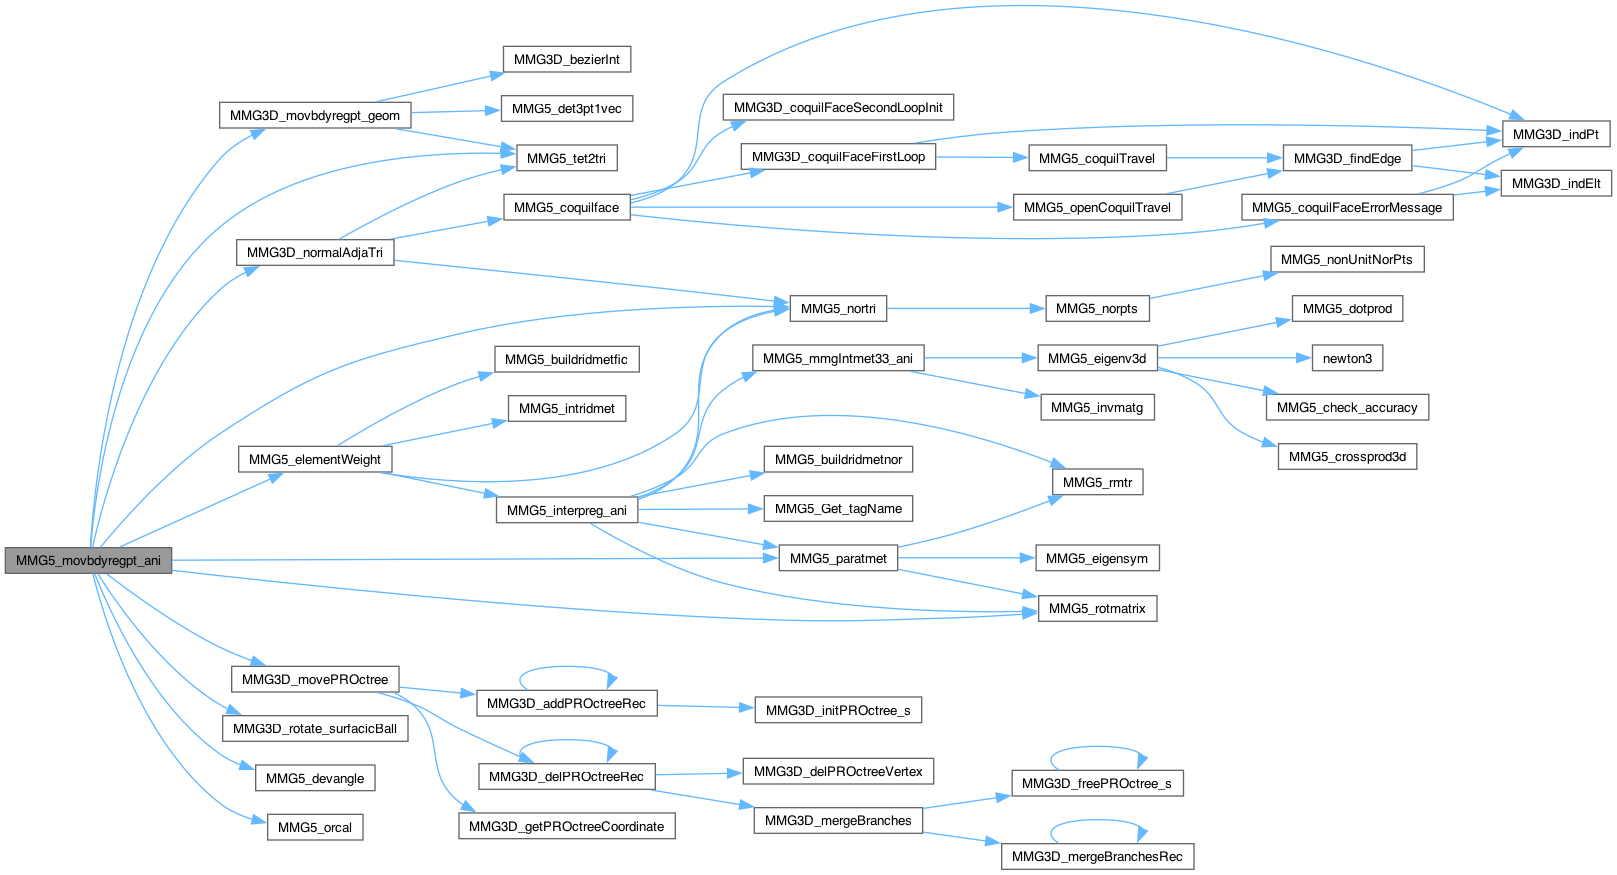 MMG5_movbdyregpt_ani
MMG3D_movbdyregpt_geom
MMG3D_bezierInt
MMG5_det3pt1vec
MMG5_tet2tri
MMG3D_normalAdjaTri
MMG5_coquilface
MMG3D_coquilFaceSecondLoopInit
MMG3D_coquilFaceFirstLoop
MMG5_coquilTravel
MMG5_openCoquilTravel
MMG3D_findEdge
MMG5_coquilFaceErrorMessage
MMG3D_indPt
MMG3D_indElt
MMG5_nortri
MMG5_norpts
MMG5_nonUnitNorPts
MMG5_elementWeight
MMG5_buildridmetfic
MMG5_intridmet
MMG5_interpreg_ani
MMG5_mmgIntmet33_ani
MMG5_eigenv3d
MMG5_dotprod
newton3
MMG5_check_accuracy
MMG5_crossprod3d
MMG5_invmatg
MMG5_buildridmetnor
MMG5_Get_tagName
MMG5_paratmet
MMG5_rmtr
MMG5_eigensym
MMG5_rotmatrix
MMG3D_movePROctree
MMG3D_addPROctreeRec
MMG3D_initPROctree_s
MMG3D_delPROctreeRec
MMG3D_delPROctreeVertex
MMG3D_mergeBranches
MMG3D_freePROctree_s
MMG3D_mergeBranchesRec
MMG3D_getPROctreeCoordinate
MMG3D_rotate_surfacicBall
MMG5_devangle
MMG5_orcal